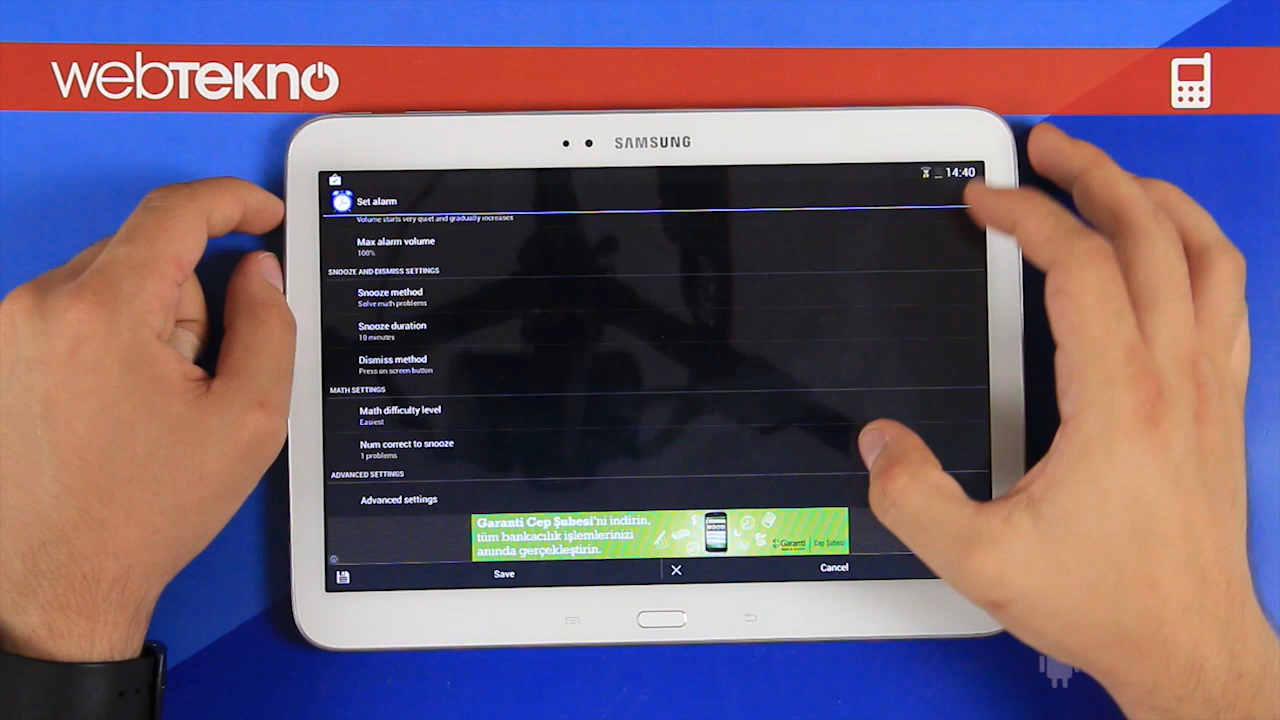 webTEKNO
SAMSUNG
14:40
Set alarm
Volume starts very quiet and gradually increases
Max alarm volume
100%
SNOOZE AND DISMISS SETTINGS
Snooze method
Solve math problems
Snooze duration
10 minutes
Dismiss method
Press on screen button
MATH SETTINGS
Math difficulty level
Easiest
Num correct to snooze
1 problems
ADVANCED SETTINGS
Advanced settings
Garanti Cep Şubesi'ni indirin,
tüm bankacılık işlemlerinizi
anında gerçekleştirin.
Garanti Cep Şubesi
Save
Cancel